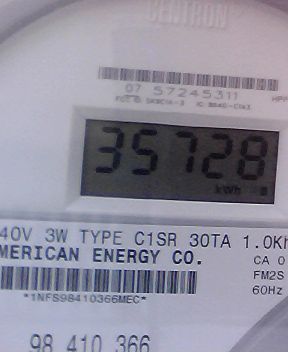 CENTRON
07 57245311
35728
kWh
40V 3W TYPE C1SR 30TA 1.0Kh
MERICAN ENERGY CO.
CA 0
FM2S
*1NFS98410366MEC*
60Hz
98 410 366